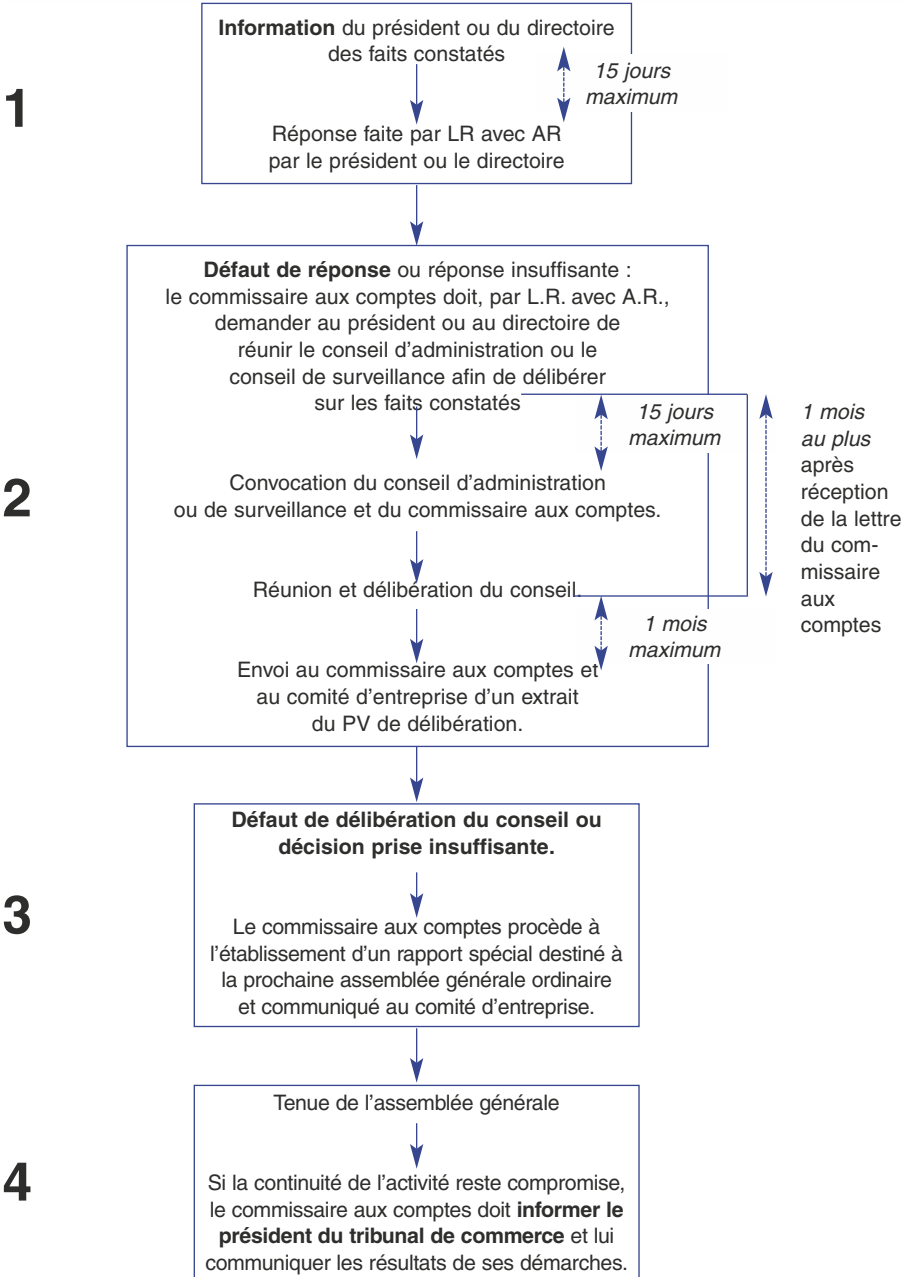 1
Information du président ou du directoire
des faits constatés
15 jours
maximum
Réponse faite par LR avec AR
par le président ou le directoire
2
Défaut de réponse ou réponse insuffisante :
le commissaire aux comptes doit, par L.R. avec A.R.,
demander au président ou au directoire de
réunir le conseil d’administration ou le
conseil de surveillance afin de délibérer
sur les faits constatés
15 jours
maximum
1 mois
au plus
après
réception
de la lettre
du com-
missaire
aux
comptes
Convocation du conseil d’administration
ou de surveillance et du commissaire aux comptes.
Réunion et délibération du conseil.
1 mois
maximum
Envoi au commissaire aux comptes et
au comité d’entreprise d’un extrait
du PV de délibération.
3
Défaut de délibération du conseil ou
décision prise insuffisante.
Le commissaire aux comptes procède à
l’établissement d’un rapport spécial destiné à
la prochaine assemblée générale ordinaire
et communiqué au comité d’entreprise.
4
Tenue de l’assemblée générale
Si la continuité de l’activité reste compromise,
le commissaire aux comptes doit informer le
président du tribunal de commerce et lui
communiquer les résultats de ses démarches.